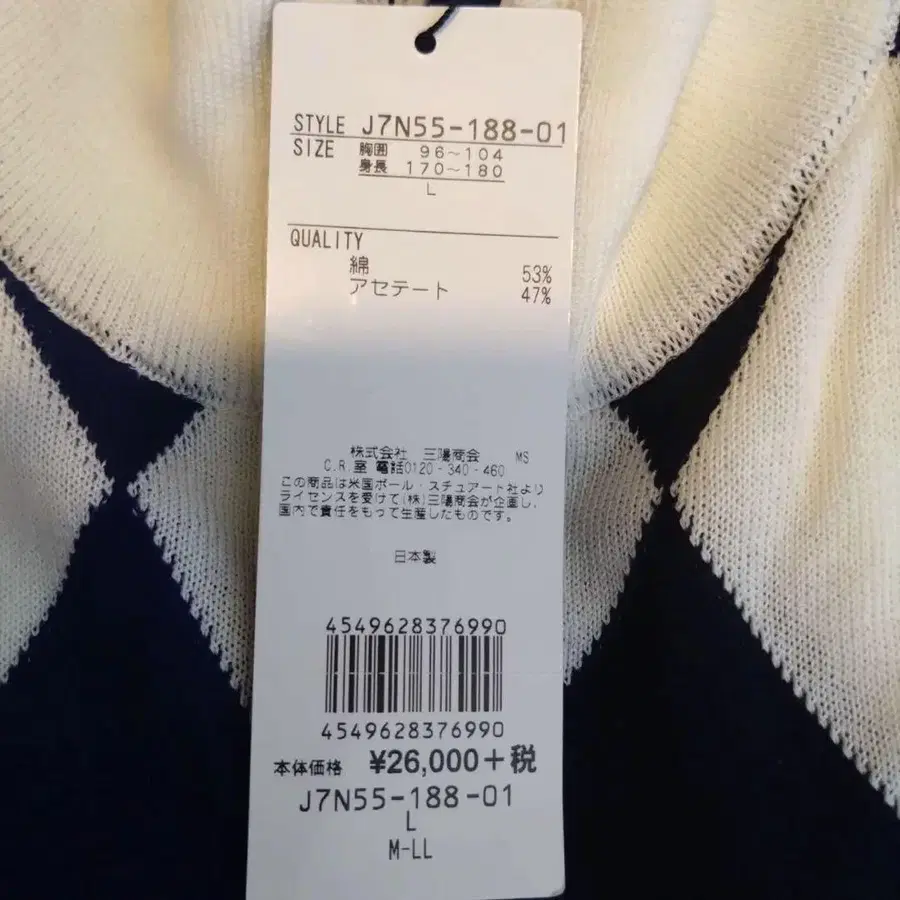 STYLE J7N55-188-01
SIZE 胸囲 96~104
身長 170~180
L
QUALITY
綿 53%
アセテート 47%
株式会社 三陽商会 MS
C.R.室 電話0120-340-460
この商品は米国ポール・スチュアート社より
ライセンスを受けて(株)三陽商会が企画し、
国内で責任をもって生産したものです。
日本製
4549628376990
4549628376990
本体価格 ¥26,000+税
J7N55-188-01
L
M-LL